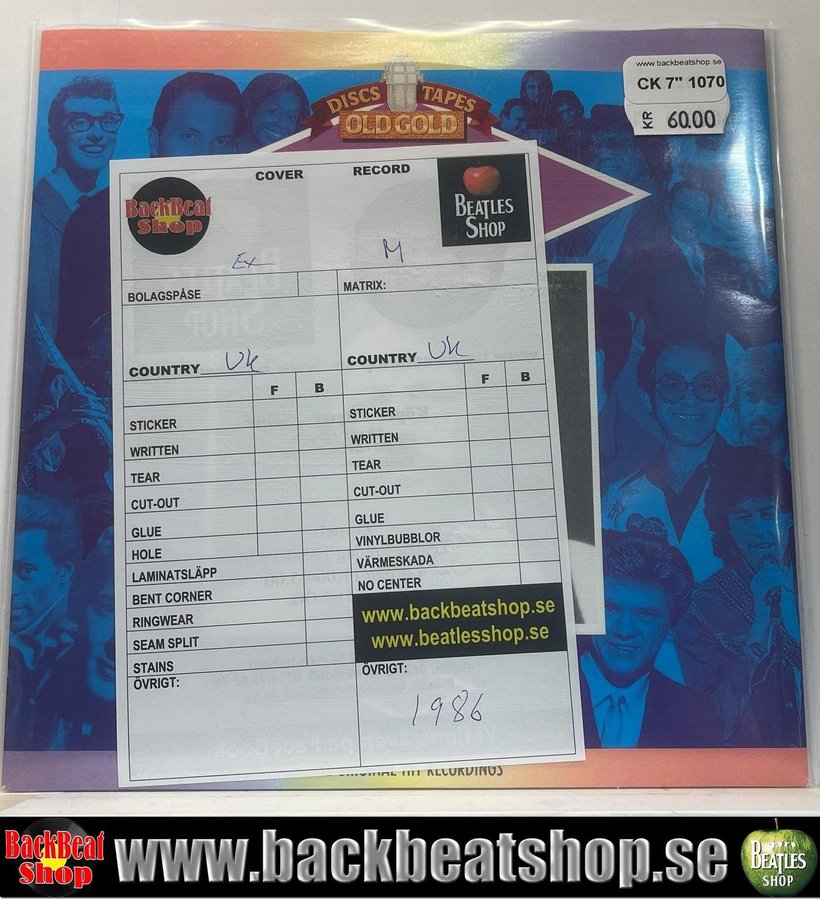 www.backbeatshop.se
CK 7" 1070
KR 60.00
DISCS TAPES
OLD GOLD
COVER RECORD
BackBeat
Shop
BEATLES
SHOP
Ex M
BOLAGSPÅSE MATRIX:
COUNTRY UK COUNTRY UK
F B F B
STICKER STICKER
WRITTEN WRITTEN
TEAR TEAR
CUT-OUT CUT-OUT
GLUE GLUE
HOLE VINYLBUBBLOR
LAMINATSLÄPP VÄRMESKADA
BENT CORNER NO CENTER
RINGWEAR www.backbeatshop.se
SEAM SPLIT www.beatlesshop.se
STAINS
ÖVRIGT: ÖVRIGT:
1986
ORIGINAL HIT RECORDINGS
BackBeat
Shop
www.backbeatshop.se
BEATLES
SHOP